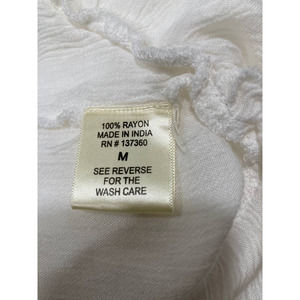 100% RAYON
MADE IN INDIA
RN # 137360
M
SEE REVERSE
FOR THE
WASH CARE